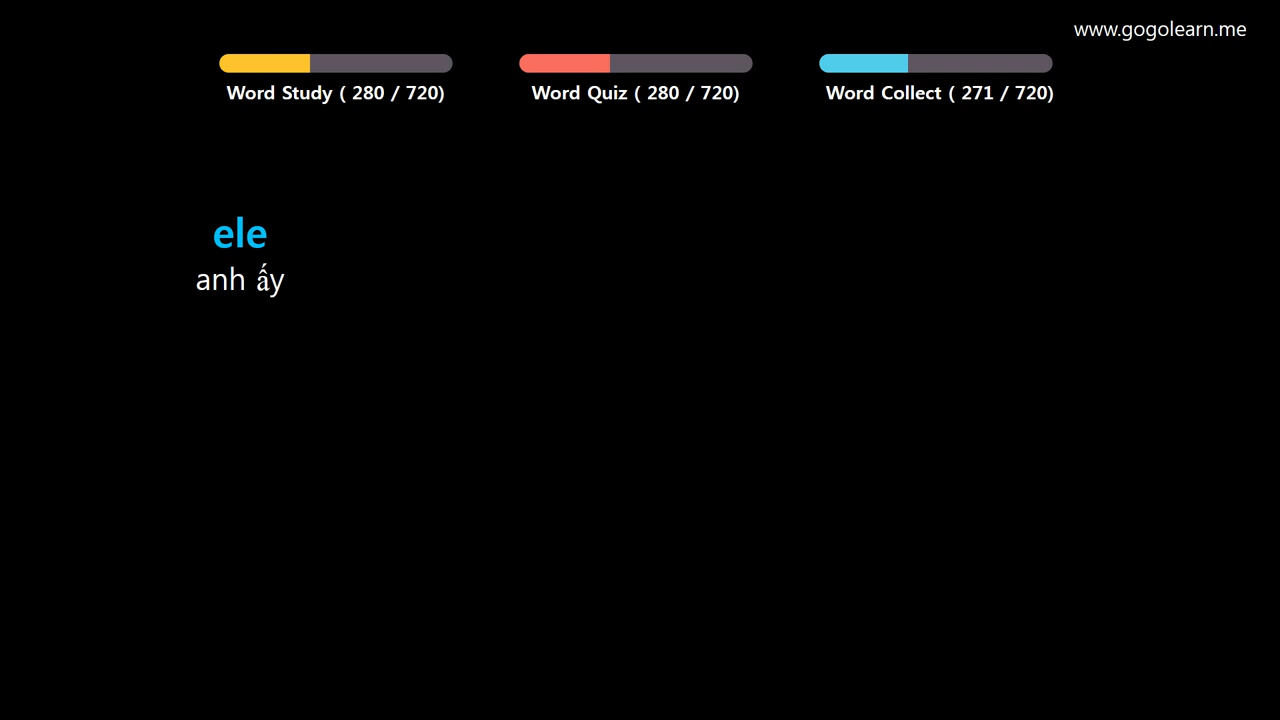 www.gogolearn.me
Word Study ( 280 / 720)
Word Quiz ( 280 / 720)
Word Collect ( 271 / 720)
ele
anh ấy